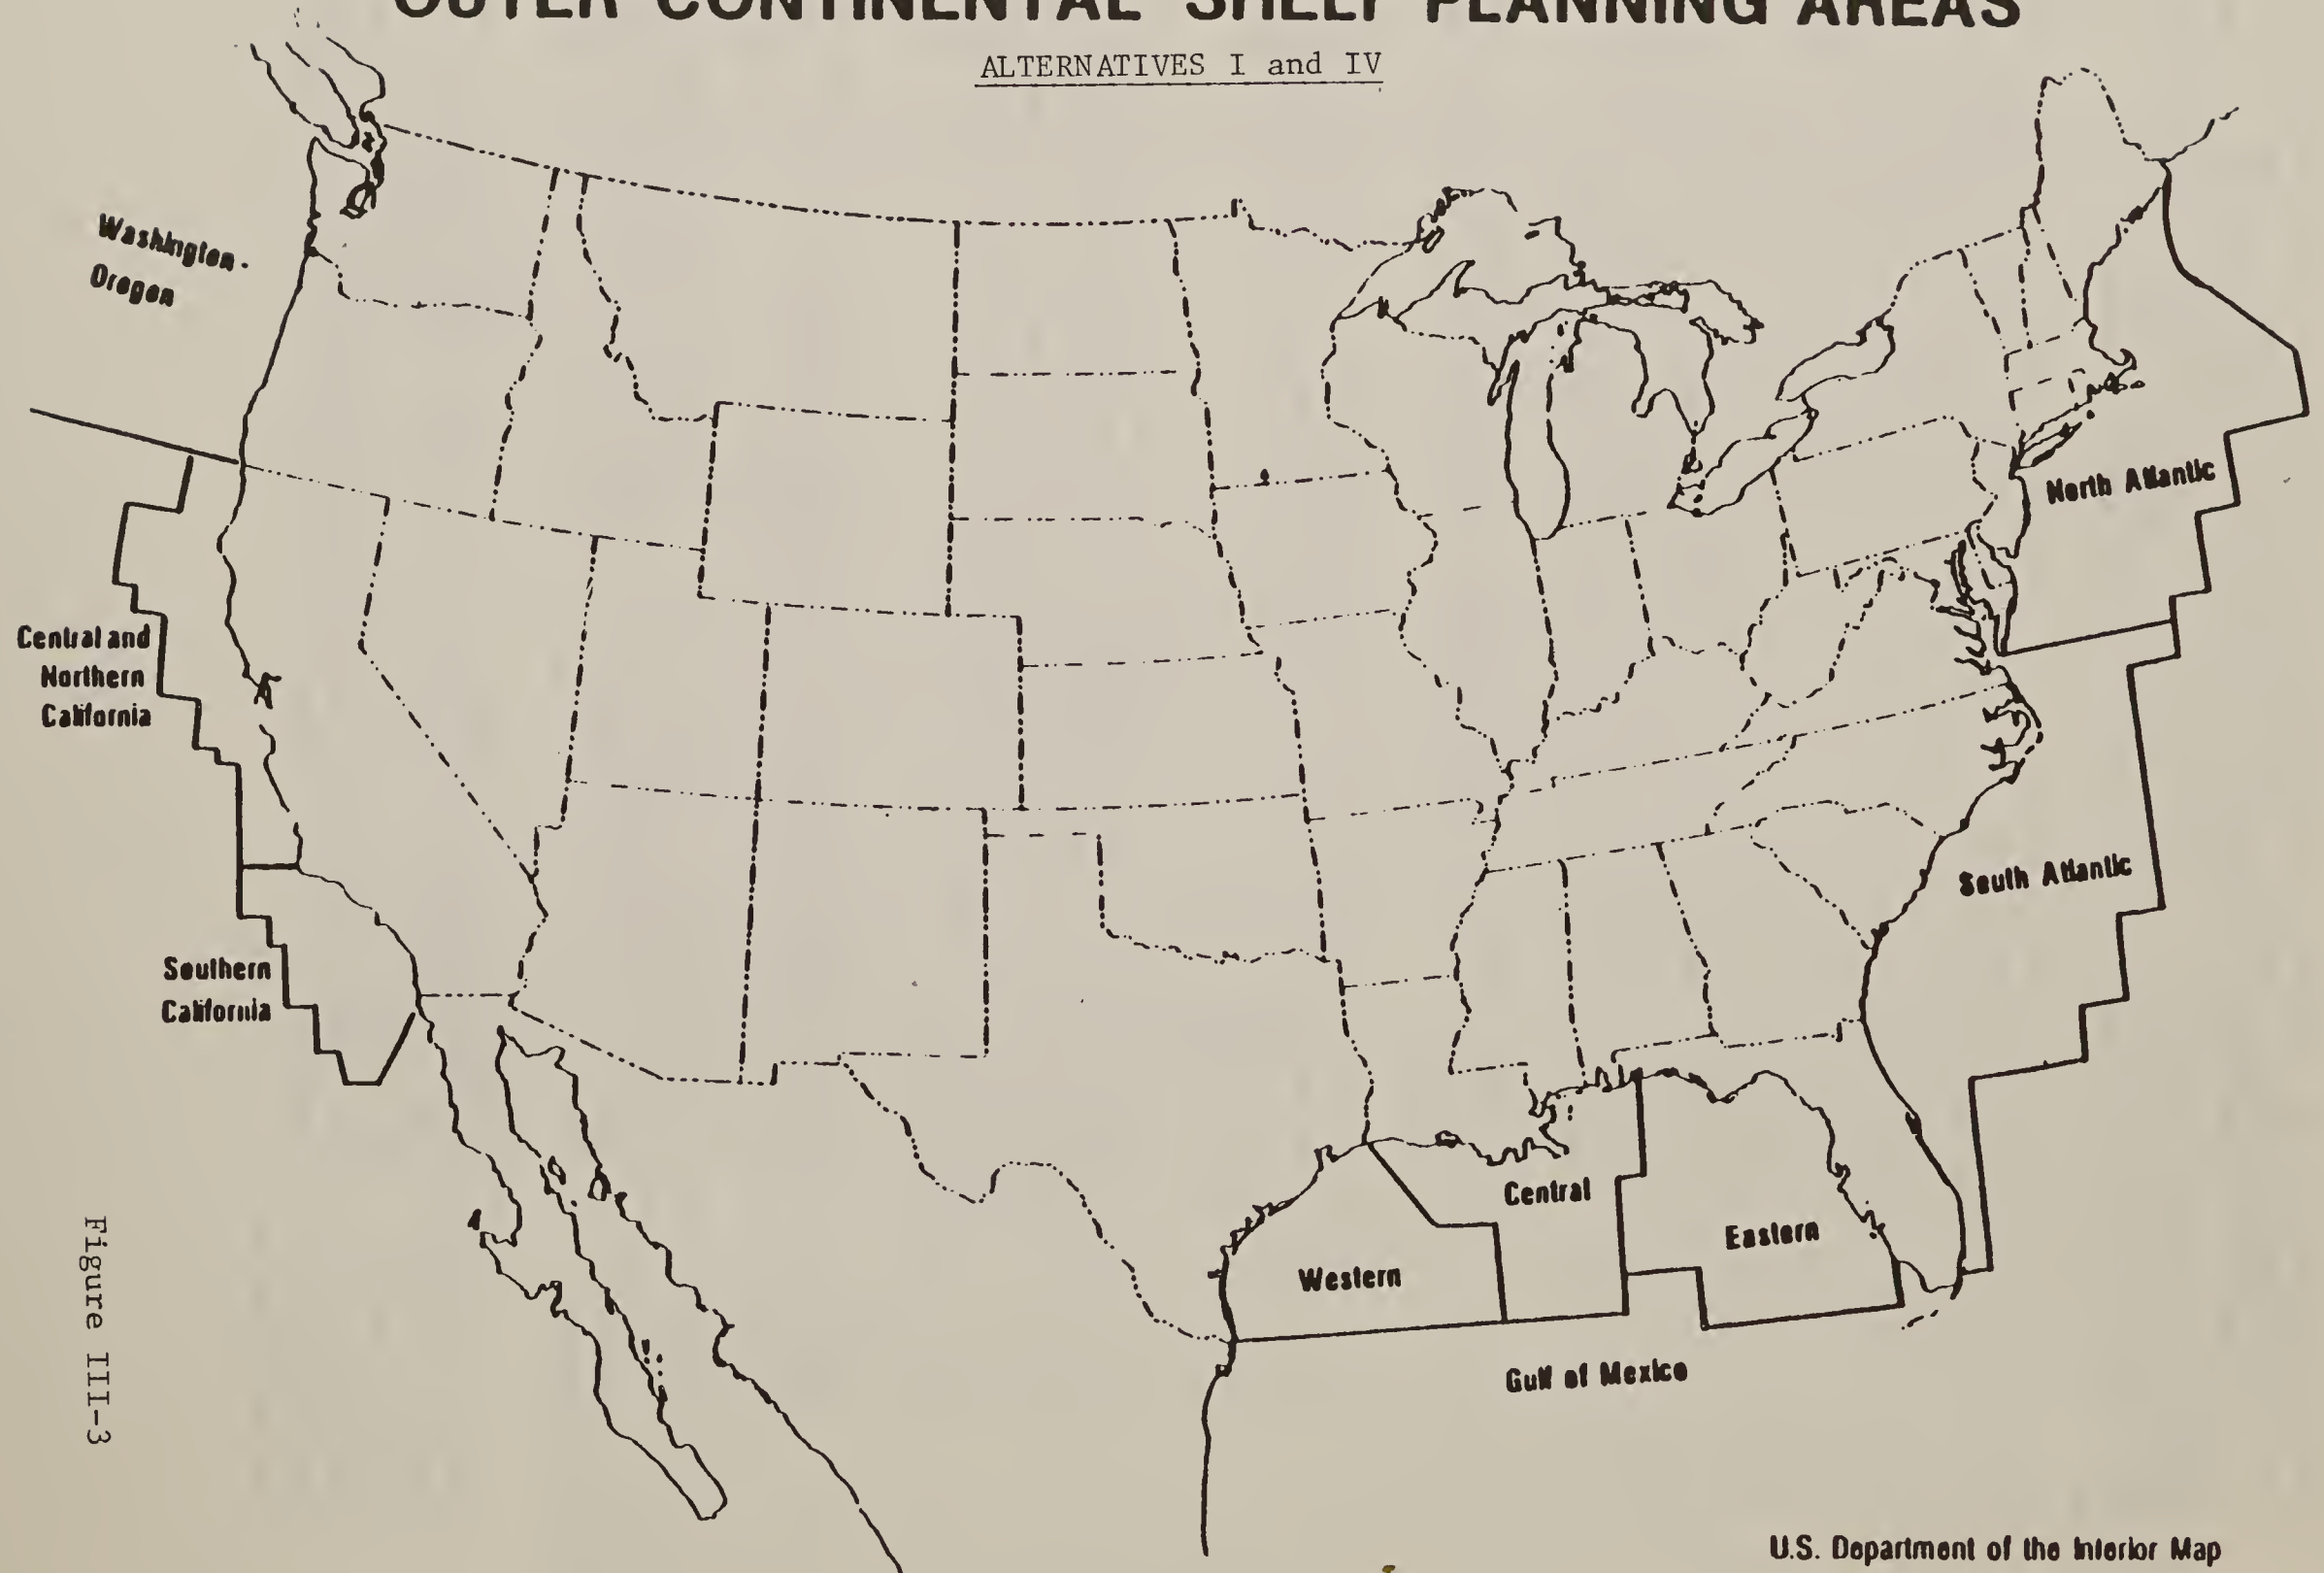 OUTER CONTINENTAL SHELF PLANNING AREAS
ALTERNATIVES I and IV
Washington-
Oregon
North Atlantic
Central and
Northern
California
South Atlantic
Southern
California
Central
Eastern
Western
Gulf of Mexico
Figure III-3
U.S. Department of the Interior Map